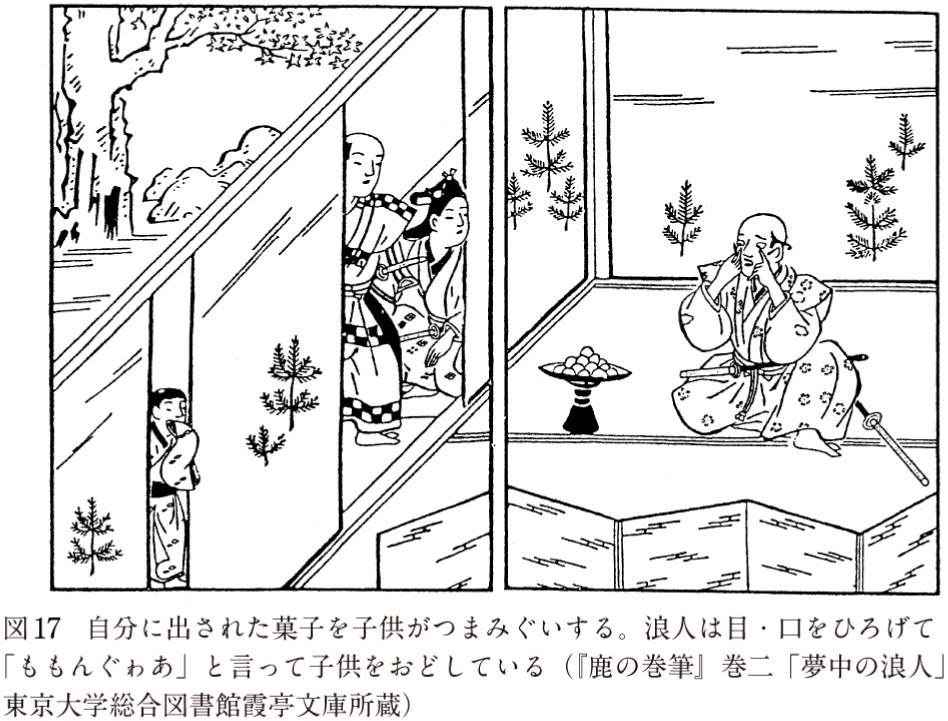 図17　自分に出された菓子を子供がつまみぐいする。浪人は目・口をひろげて
「ももんぐゎあ」と言って子供をおどしている（『鹿の巻筆』巻二「夢中の浪人」
東京大学総合図書館霞亭文庫所蔵）